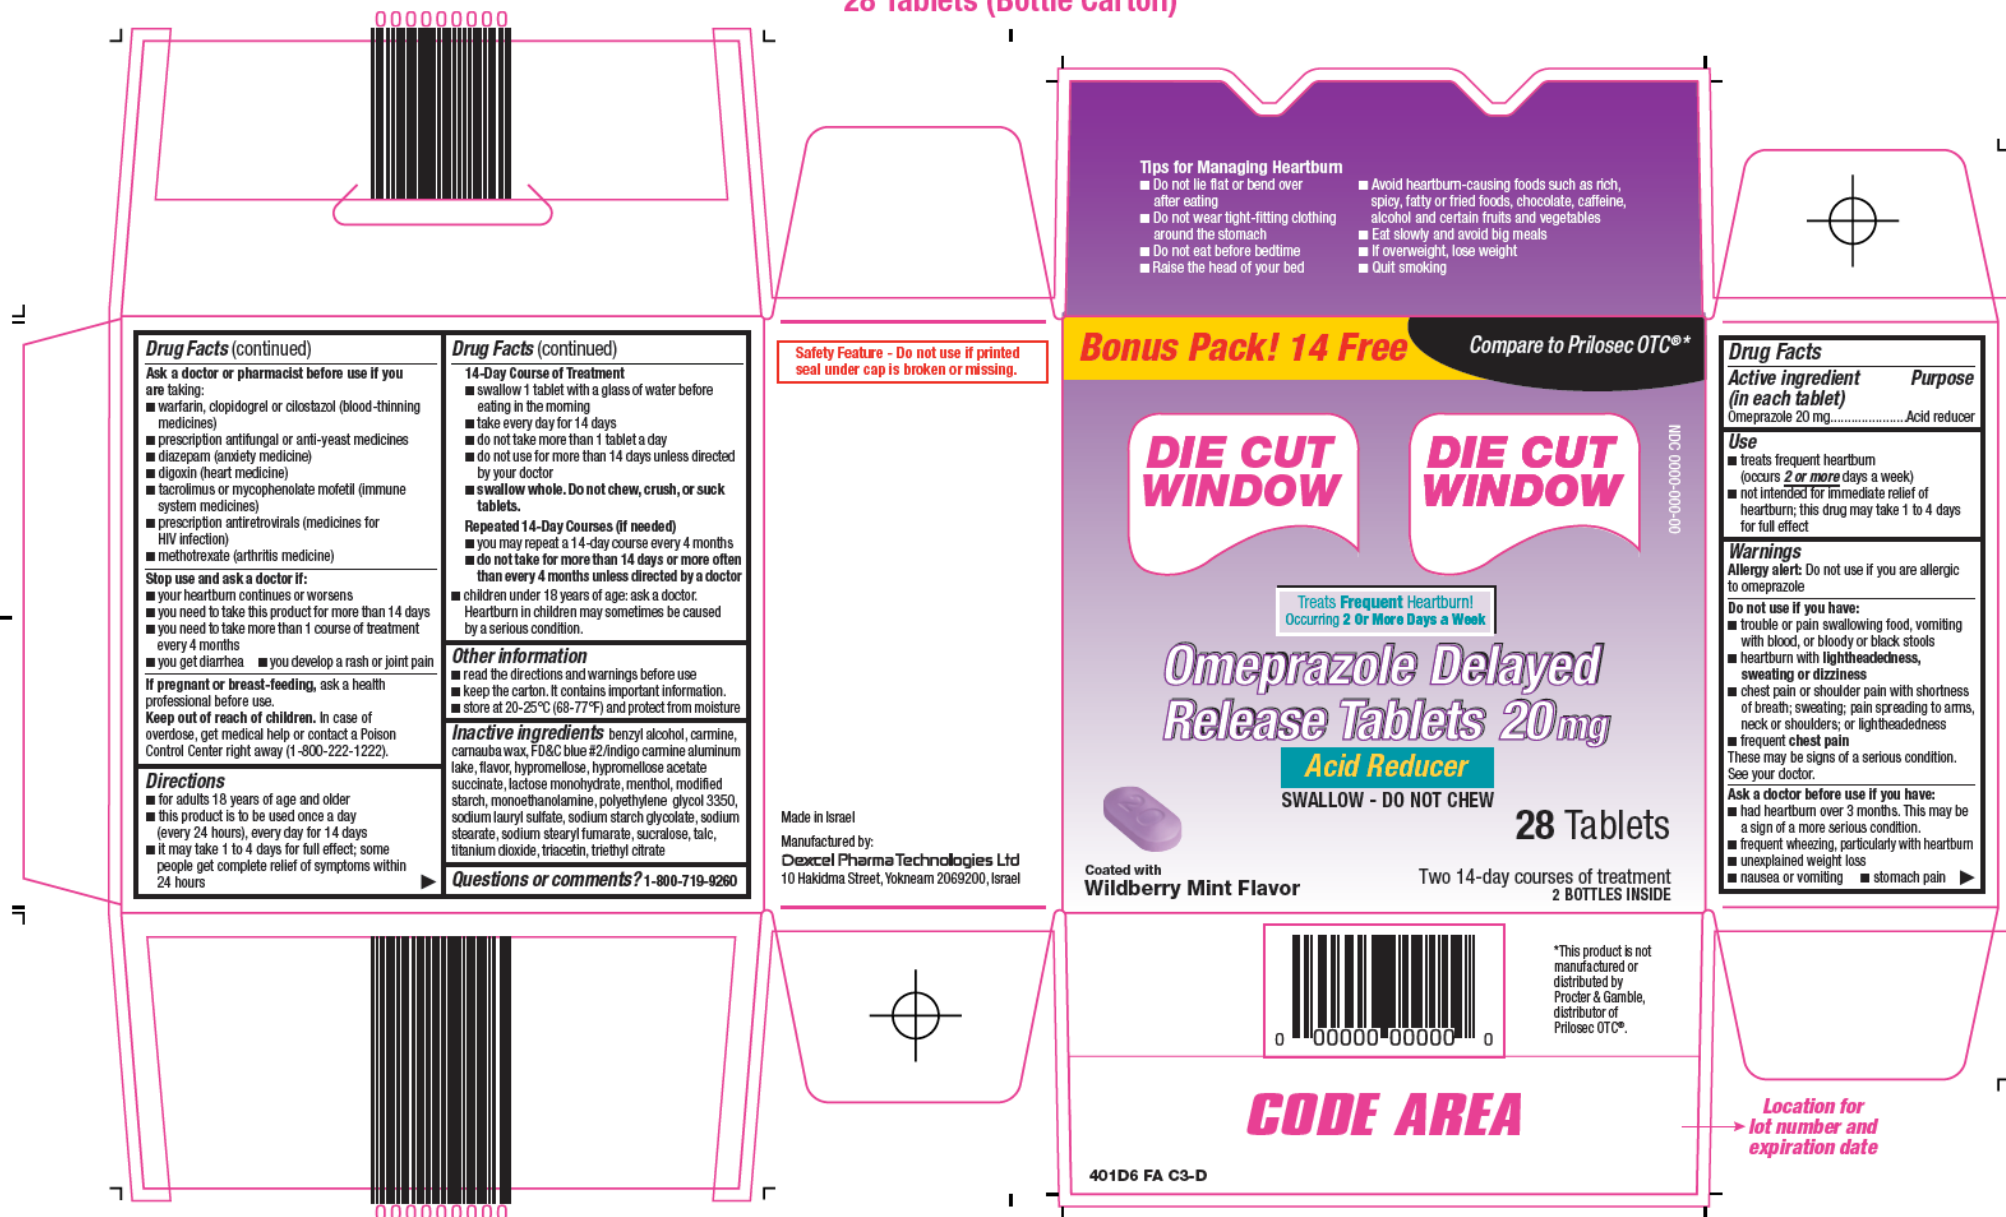 28 Tablets (Bottle Carton)
000000000
Tips for Managing Heartburn
■ Do not lie flat or bend over
after eating
■ Do not wear tight-fitting clothing
around the stomach
■ Do not eat before bedtime
■ Raise the head of your bed
■ Avoid heartburn-causing foods such as rich,
spicy, fatty or fried foods, chocolate, caffeine,
alcohol and certain fruits and vegetables
■ Eat slowly and avoid big meals
■ If overweight, lose weight
■ Quit smoking
Drug Facts (continued)
Ask a doctor or pharmacist before use if you
are taking:
■ warfarin, clopidogrel or cilostazol (blood-thinning
medicines)
■ prescription antifungal or anti-yeast medicines
■ diazepam (anxiety medicine)
■ digoxin (heart medicine)
■ tacrolimus or mycophenolate mofetil (immune
system medicines)
■ prescription antiretrovirals (medicines for
HIV infection)
■ methotrexate (arthritis medicine)
Stop use and ask a doctor if:
■ your heartburn continues or worsens
■ you need to take this product for more than 14 days
■ you need to take more than 1 course of treatment
every 4 months
■ you get diarrhea ■ you develop a rash or joint pain
If pregnant or breast-feeding, ask a health
professional before use.
Keep out of reach of children. In case of
overdose, get medical help or contact a Poison
Control Center right away (1-800-222-1222).
Directions
■ for adults 18 years of age and older
■ this product is to be used once a day
(every 24 hours), every day for 14 days
■ it may take 1 to 4 days for full effect; some
people get complete relief of symptoms within
24 hours
Drug Facts (continued)
14-Day Course of Treatment
■ swallow 1 tablet with a glass of water before
eating in the morning
■ take every day for 14 days
■ do not take more than 1 tablet a day
■ do not use for more than 14 days unless directed
by your doctor
■ swallow whole. Do not chew, crush, or suck
tablets.
Repeated 14-Day Courses (if needed)
■ you may repeat a 14-day course every 4 months
■ do not take for more than 14 days or more often
than every 4 months unless directed by a doctor
■ children under 18 years of age: ask a doctor.
Heartburn in children may sometimes be caused
by a serious condition.
Other information
■ read the directions and warnings before use
■ keep the carton. It contains important information.
■ store at 20-25°C (68-77°F) and protect from moisture
Inactive ingredients benzyl alcohol, carmine,
carnauba wax, FD&C blue #2/indigo carmine aluminum
lake, flavor, hypromellose, hypromellose acetate
succinate, lactose monohydrate, menthol, modified
starch, monoethanolamine, polyethylene glycol 3350,
sodium lauryl sulfate, sodium starch glycolate, sodium
stearate, sodium stearyl fumarate, sucralose, talc,
titanium dioxide, triacetin, triethyl citrate
Questions or comments? 1-800-719-9260
Safety Feature - Do not use if printed
seal under cap is broken or missing.
Made in Israel
Manufactured by:
Dexcel Pharma Technologies Ltd
10 Hakidma Street, Yokneam 2069200, Israel
Bonus Pack! 14 Free
Compare to Prilosec OTC®*
DIE CUT
WINDOW
DIE CUT
WINDOW
NDC 0000-000-00
Treats Frequent Heartburn!
Occurring 2 Or More Days a Week
Omeprazole Delayed
Release Tablets 20 mg
Acid Reducer
SWALLOW - DO NOT CHEW
20
28 Tablets
Coated with
Wildberry Mint Flavor
Two 14-day courses of treatment
2 BOTTLES INSIDE
Drug Facts
Active ingredient Purpose
(in each tablet)
Omeprazole 20 mg......................Acid reducer
Use
■ treats frequent heartburn
(occurs 2 or more days a week)
■ not intended for immediate relief of
heartburn; this drug may take 1 to 4 days
for full effect
Warnings
Allergy alert: Do not use if you are allergic
to omeprazole
Do not use if you have:
■ trouble or pain swallowing food, vomiting
with blood, or bloody or black stools
■ heartburn with lightheadedness,
sweating or dizziness
■ chest pain or shoulder pain with shortness
of breath; sweating; pain spreading to arms,
neck or shoulders; or lightheadedness
■ frequent chest pain
These may be signs of a serious condition.
See your doctor.
Ask a doctor before use if you have:
■ had heartburn over 3 months. This may be
a sign of a more serious condition.
■ frequent wheezing, particularly with heartburn
■ unexplained weight loss
■ nausea or vomiting ■ stomach pain
0 00000 00000 0
*This product is not
manufactured or
distributed by
Procter & Gamble,
distributor of
Prilosec OTC®.
CODE AREA
Location for
lot number and
expiration date
401D6 FA C3-D
000000000